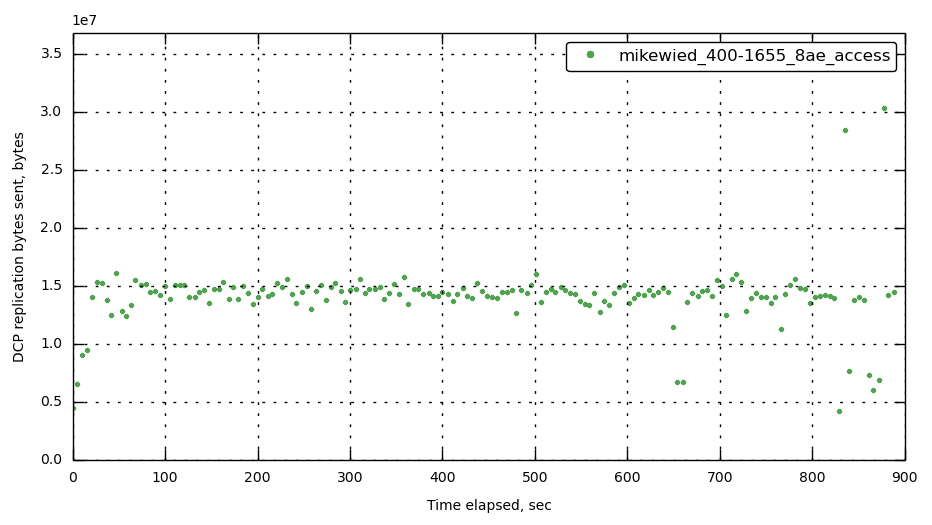 1e7
mikewied_400-1655_8ae_access
3.5
3.0
2.5
2.0
1.5
1.0
0.5
0.0
DCP replication bytes sent, bytes
0 100 200 300 400 500 600 700 800 900
Time elapsed, sec